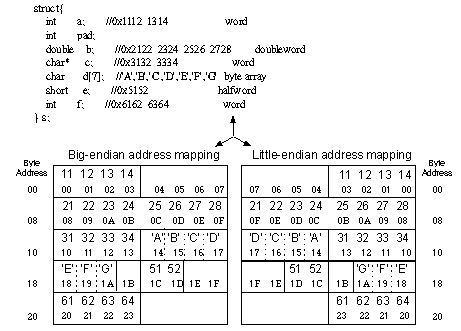 struct{
int a; //0x1112 1314 word
int pad;
double b; //0x2122 2324 2526 2728 doubleword
char* c; //0x3132 3334 word
char d[7]; //'A','B','C','D','E','F','G' byte array
short e; //0x5152 halfword
int f; //0x6162 6364 word
} s;
Big-endian address mapping Little-endian address mapping
Byte Address Byte Address
11 12 13 14 11 12 13 14
00 00 01 02 03 04 05 06 07 07 06 05 04 03 02 01 00 00
21 22 23 24 25 26 27 28 21 22 23 24 25 26 27 28
08 08 09 0A 0B 0C 0D 0E 0F 0F 0E 0D 0C 0B 0A 09 08 08
31 32 33 34 'A' 'B' 'C' 'D' 'D' 'C' 'B' 'A' 31 32 33 34
10 10 11 12 13 14 15 16 17 17 16 15 14 13 12 11 10 10
'E' 'F' 'G' 51 52 51 52 'G' 'F' 'E'
18 18 19 1A 1B 1C 1D 1E 1F 1F 1E 1D 1C 1B 1A 19 18 18
61 62 63 64 61 62 63 64
20 20 21 22 23 23 22 21 20 20